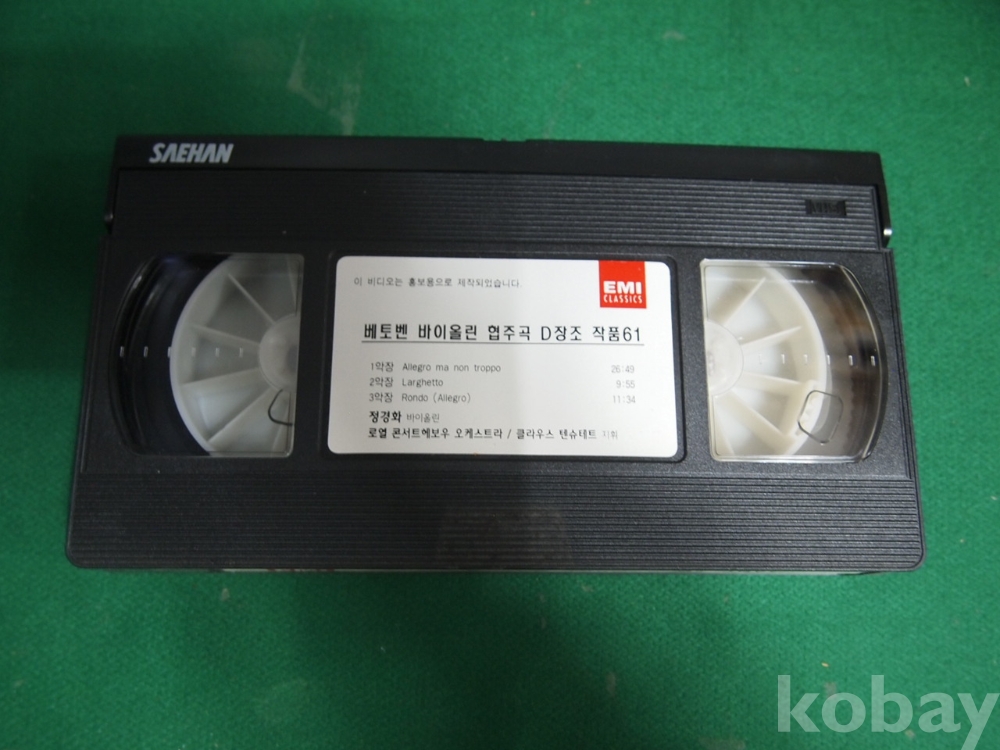 SAEHAN
이 비디오는 홍보용으로 제작되었습니다.
EMI
CLASSICS
베토벤 바이올린 협주곡 D장조 작품61
1악장 Allegro ma non troppo 26:49
2악장 Larghetto 9:55
3악장 Rondo (Allegro) 11:34
정경화 바이올린
로열 콘서트헤보우 오케스트라 / 클라우스 텐슈테트 지휘
kobay